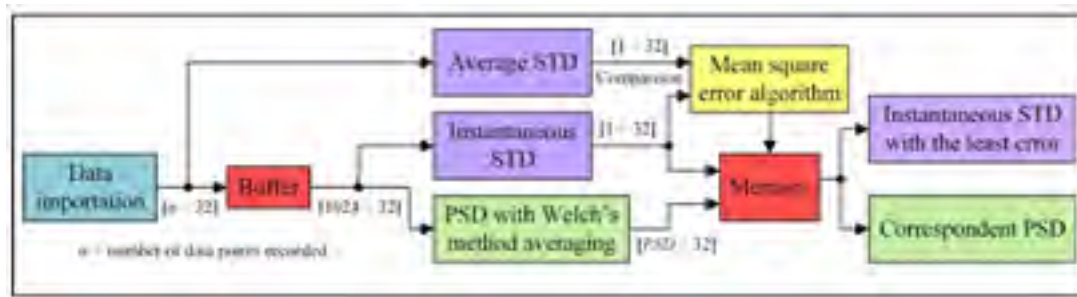 Average STD
[1 × 32]
Comparison
Mean square
error algorithm
Instantaneous
STD
[1 × 32]
Instantaneous STD
with the least error
Data
importation
[n × 32]
Buffer
Memory
PSD with Welch's
method averaging
[PSD × 32]
Correspondent PSD
n = number of data points recorded